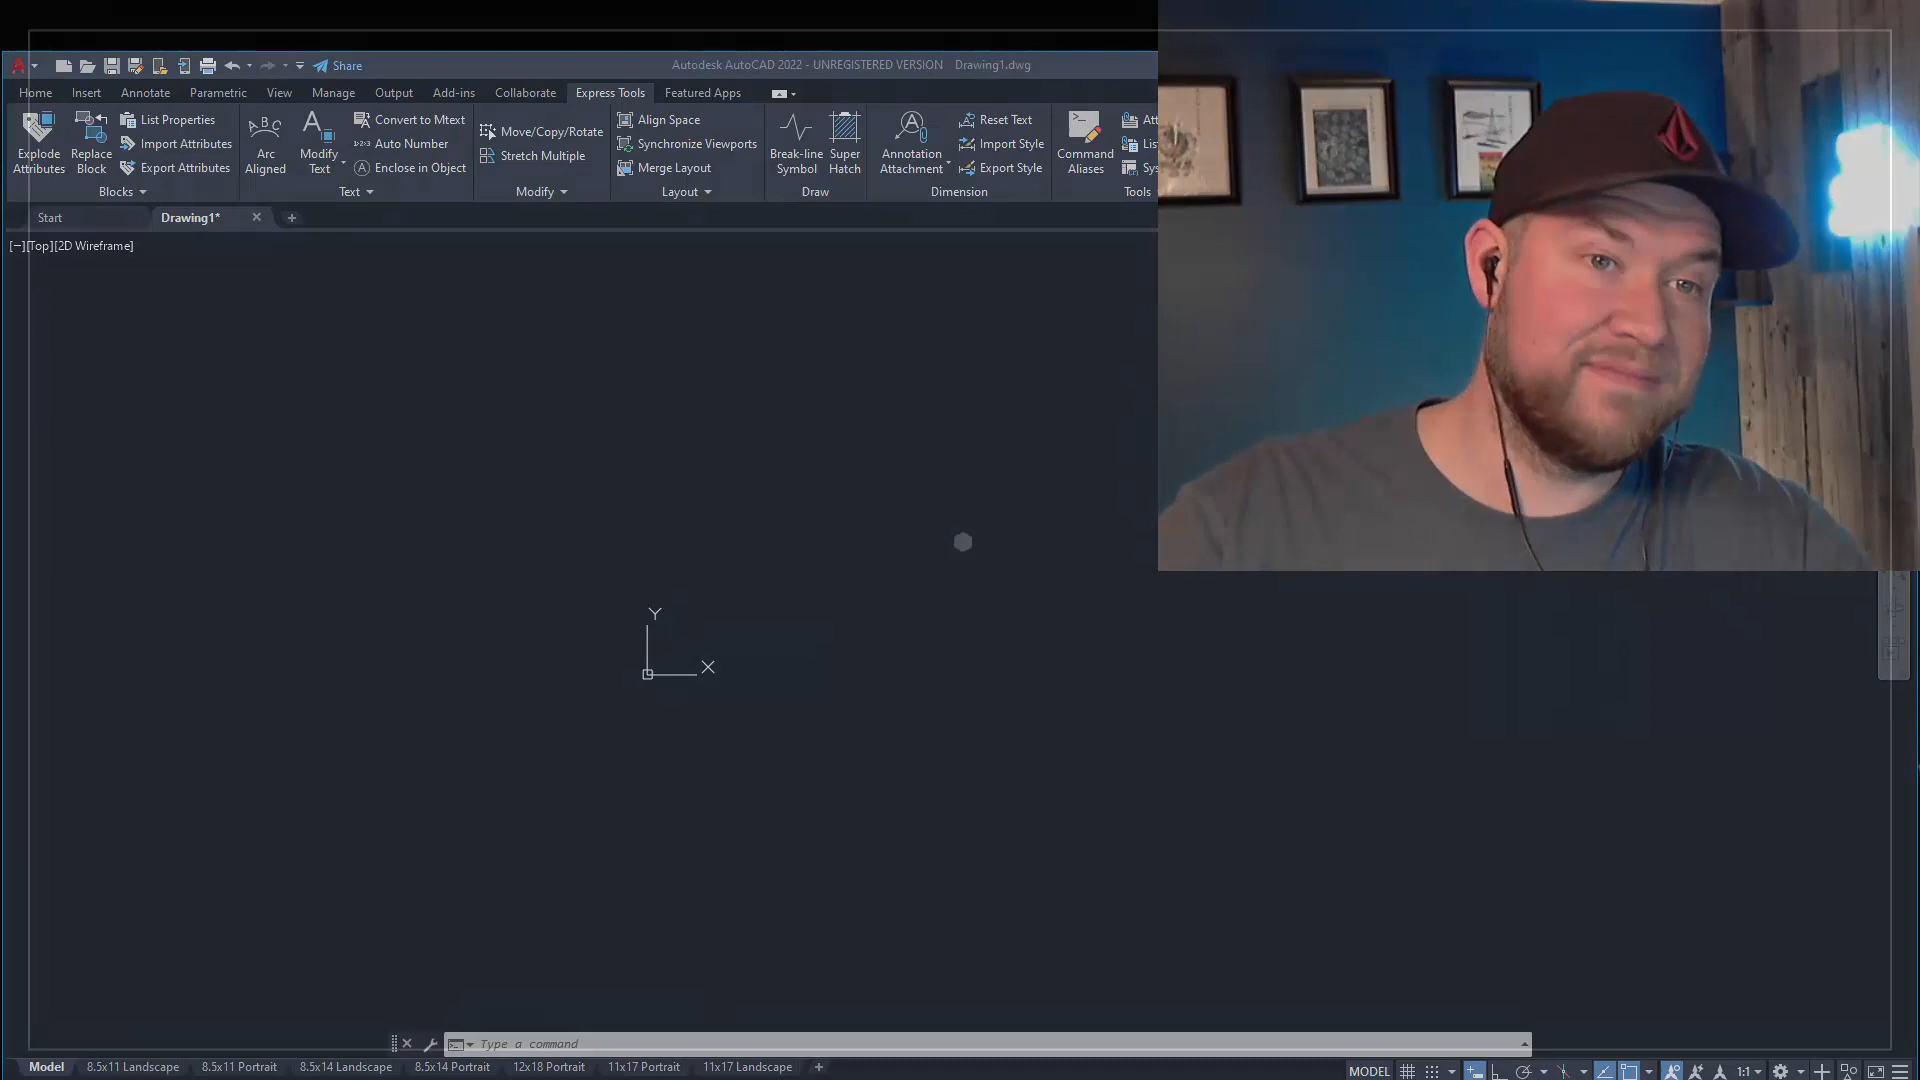 Share
Autodesk AutoCAD 2022 - UNREGISTERED VERSION Drawing1.dwg
Home Insert Annotate Parametric View Manage Output Add-ins Collaborate Express Tools Featured Apps
Explode Attributes
Replace Block
List Properties
Import Attributes
Export Attributes
Blocks
Arc Aligned
Modify Text
Convert to Mtext
Auto Number
Enclose in Object
Text
Move/Copy/Rotate
Stretch Multiple
Modify
Align Space
Synchronize Viewports
Merge Layout
Layout
Break-line Symbol
Super Hatch
Draw
Annotation Attachment
Reset Text
Import Style
Export Style
Dimension
Command Aliases
Att
Lis
Sys
Tools
Start Drawing1*
[−][Top][2D Wireframe]
Y
X
Type a command
Model 8.5x11 Landscape 8.5x11 Portrait 8.5x14 Landscape 8.5x14 Portrait 12x18 Portrait 11x17 Portrait 11x17 Landscape
MODEL 1:1